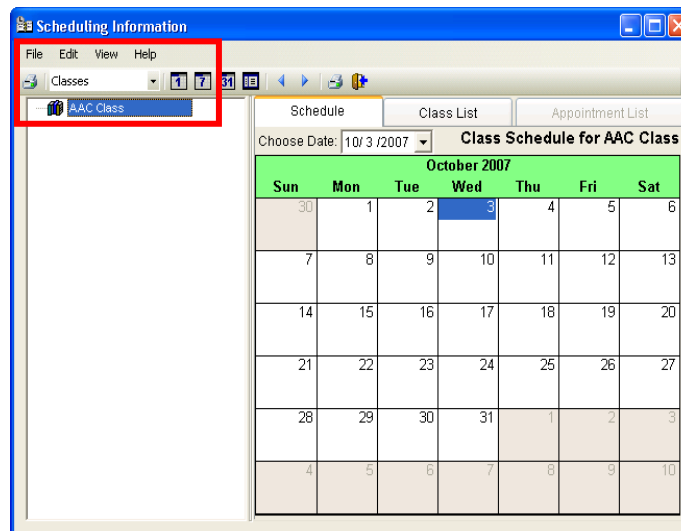 Scheduling Information
File Edit View Help
Classes 1 7 31
AAC Class
Schedule Class List Appointment List
Choose Date: 10/ 3 /2007 Class Schedule for AAC Class
October 2007
Sun Mon Tue Wed Thu Fri Sat
30 1 2 3 4 5 6
7 8 9 10 11 12 13
14 15 16 17 18 19 20
21 22 23 24 25 26 27
28 29 30 31 1 2 3
4 5 6 7 8 9 10